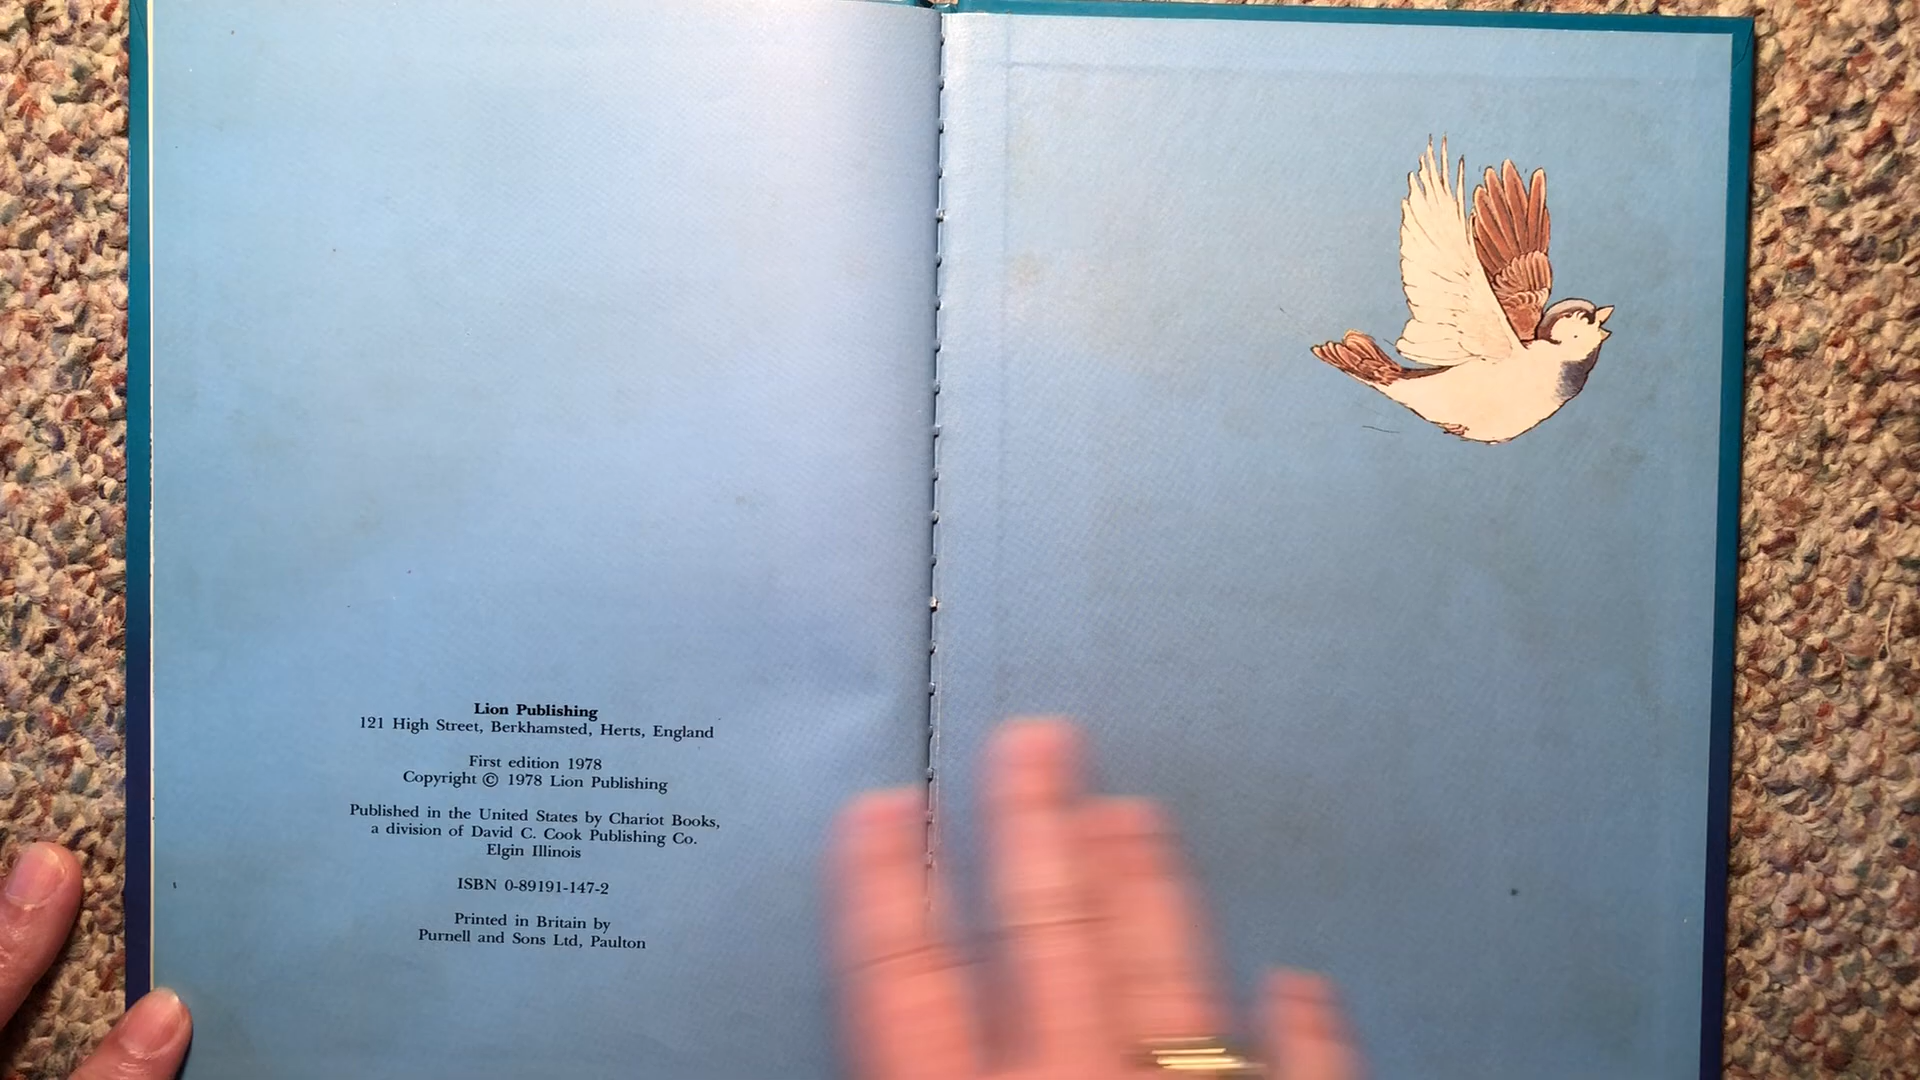 Lion Publishing
121 High Street, Berkhamsted, Herts, England
First edition 1978
Copyright © 1978 Lion Publishing
Published in the United States by Chariot Books,
a division of David C. Cook Publishing Co.
Elgin Illinois
ISBN 0-89191-147-2
Printed in Britain by
Purnell and Sons Ltd, Paulton